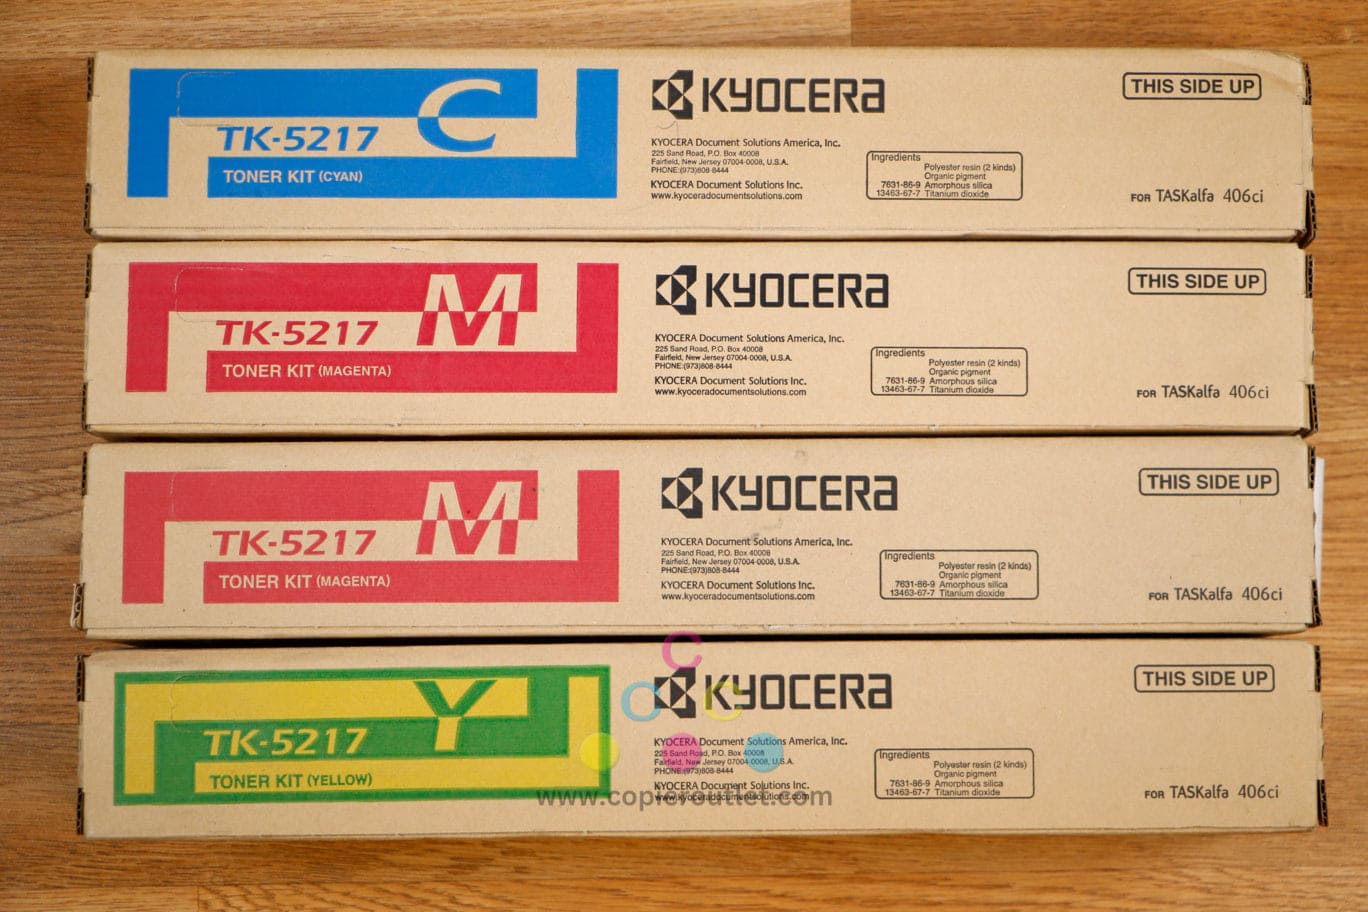 C
TK-5217
TONER KIT (CYAN)
KYOCERA
KYOCERA Document Solutions America, Inc.
225 Sand Road, P.O. Box 40008
Fairfield, New Jersey 07004-0008, U.S.A.
PHONE:(973)808-8444
KYOCERA Document Solutions Inc.
www.kyoceradocumentsolutions.com
Ingredients
Polyester resin (2 kinds)
Organic pigment
7631-86-9 Amorphous silica
13463-67-7 Titanium dioxide
THIS SIDE UP
FOR TASKalfa 406ci
M
TK-5217
TONER KIT (MAGENTA)
KYOCERA
KYOCERA Document Solutions America, Inc.
225 Sand Road, P.O. Box 40008
Fairfield, New Jersey 07004-0008, U.S.A.
PHONE:(973)808-8444
KYOCERA Document Solutions Inc.
www.kyoceradocumentsolutions.com
Ingredients
Polyester resin (2 kinds)
Organic pigment
7631-86-9 Amorphous silica
13463-67-7 Titanium dioxide
THIS SIDE UP
FOR TASKalfa 406ci
M
TK-5217
TONER KIT (MAGENTA)
KYOCERA
KYOCERA Document Solutions America, Inc.
225 Sand Road, P.O. Box 40008
Fairfield, New Jersey 07004-0008, U.S.A.
PHONE:(973)808-8444
KYOCERA Document Solutions Inc.
www.kyoceradocumentsolutions.com
Ingredients
Polyester resin (2 kinds)
Organic pigment
7631-86-9 Amorphous silica
13463-67-7 Titanium dioxide
THIS SIDE UP
FOR TASKalfa 406ci
Y
TK-5217
TONER KIT (YELLOW)
C
C C
KYOCERA
KYOCERA Document Solutions America, Inc.
225 Sand Road, P.O. Box 40008
Fairfield, New Jersey 07004-0008, U.S.A.
PHONE:(973)808-8444
KYOCERA Document Solutions Inc.
www.kyoceradocumentsolutions.com
www.copieroutlet.com
Ingredients
Polyester resin (2 kinds)
Organic pigment
7631-86-9 Amorphous silica
13463-67-7 Titanium dioxide
THIS SIDE UP
FOR TASKalfa 406ci